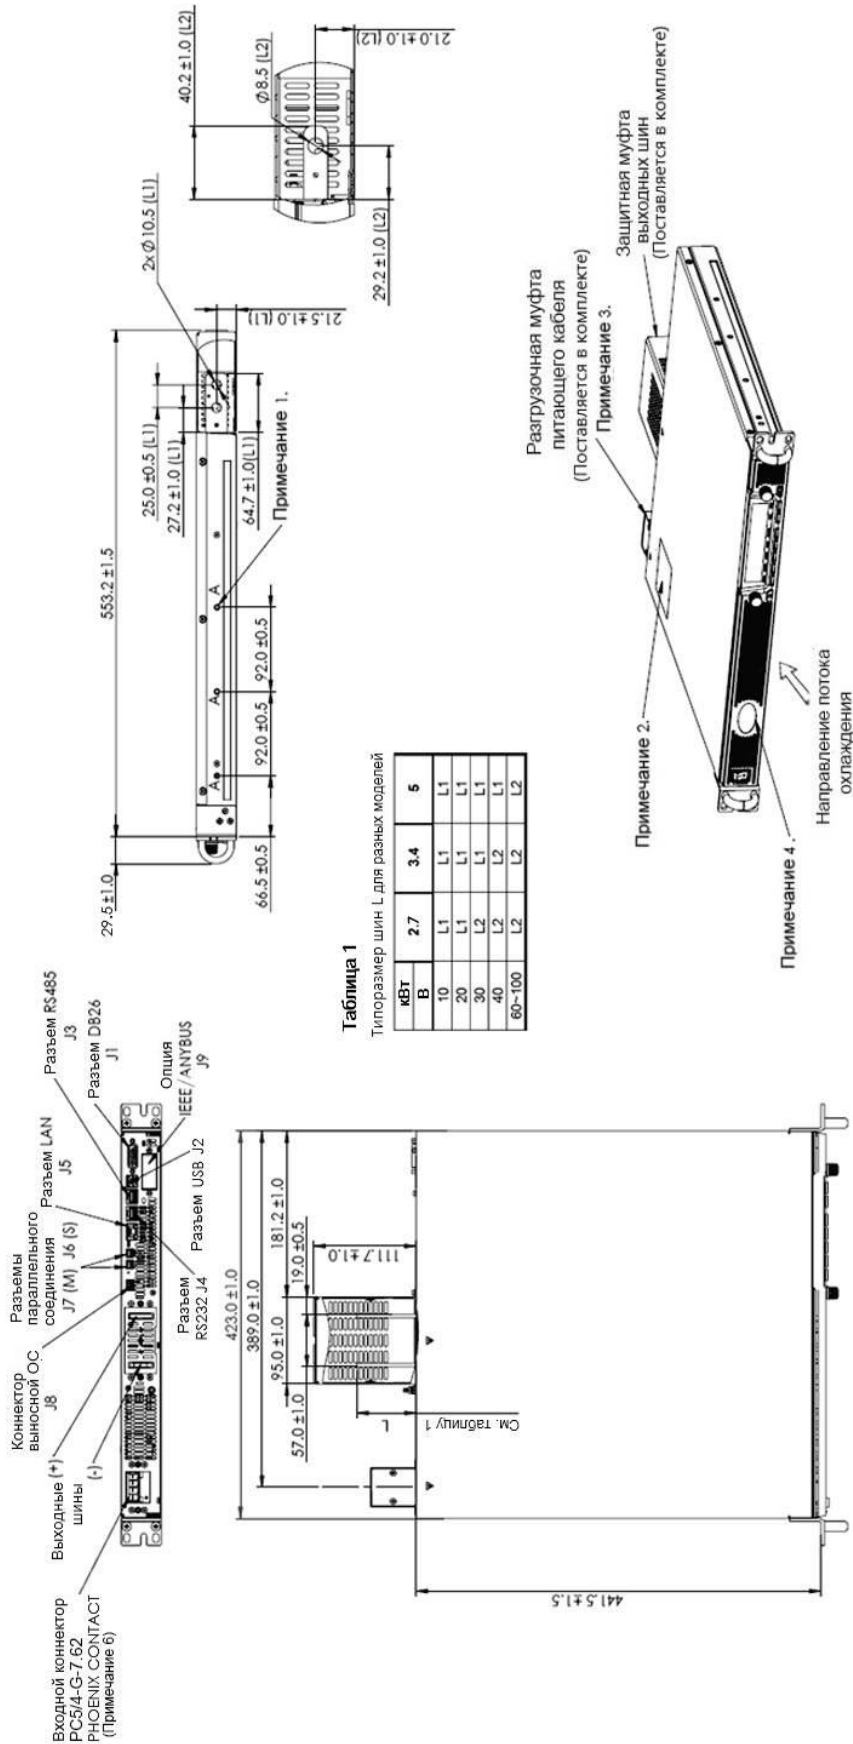 Входной коннектор
PC5/4-G-7.62
PHOENIX CONTACT
(Примечание 6)
Выходные (+)
шины (-)
Коннектор
выносной ОС
J8
Разъемы
параллельного
соединения
J7 (M) J6 (S)
Разъем LAN
J5
Разъем RS485
J3
Разъем DB26
J1
Опция
IEEE/ANYBUS
J9
Разъем USB J2
Разъем
RS232 J4
423.0 ±1.0
389.0 ±1.0
181.2 ±1.0
95.0 ±1.0
19.0 ±0.5
57.0 ±1.0
111.7 ±1.0
L
См. таблицу 1
441.5 ±1.5
29.5 ±1.0
553.2 ±1.5
25.0 ±0.5 (L1)
27.2 ±1.0 (L1)
2x Ø 10.5 (L1)
21.5 ±1.0 (L1)
64.7 ±1.0(L1)
A
A
A
66.5 ±0.5
92.0 ±0.5
92.0 ±0.5
Примечание 1.
40.2 ±1.0 (L2)
Ø8.5 (L2)
21.0 ±1.0 (L2)
29.2 ±1.0 (L2)
Таблица 1
Типоразмер шин L для разных моделей
кВт 2.7 3.4 5
В
10 L1 L1 L1
20 L1 L1 L1
30 L2 L1 L1
40 L2 L2 L1
60~100 L2 L2 L2
Разгрузочная муфта
питающего кабеля
(Поставляется в комплекте)
Примечание 3.
Защитная муфта
выходных шин
(Поставляется в комплекте)
Примечание 2.
Примечание 4.
Направление потока
охлаждения